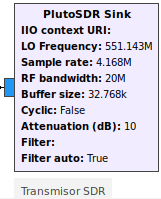 PlutoSDR Sink
IIO context URI:
LO Frequency: 551.143M
Sample rate: 4.168M
RF bandwidth: 20M
Buffer size: 32.768k
Cyclic: False
Attenuation (dB): 10
Filter:
Filter auto: True
Transmisor SDR